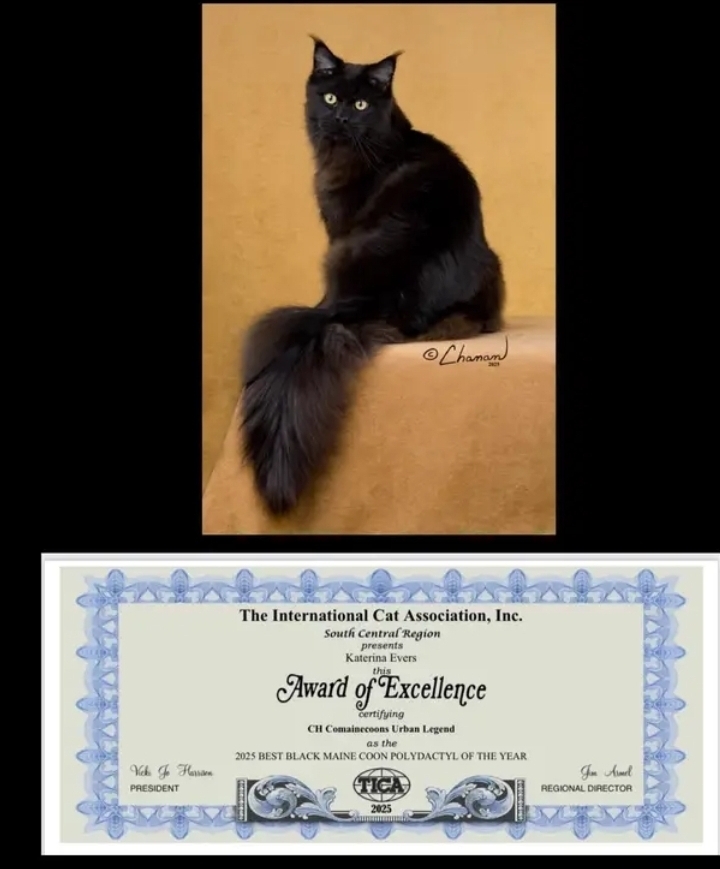 © Chanan
2025
The International Cat Association, Inc.
South Central Region
presents
Katerina Evers
this
Award of Excellence
certifying
CH Comainecoons Urban Legend
as the
2025 BEST BLACK MAINE COON POLYDACTYL OF THE YEAR
Vicki Jo Harrison
PRESIDENT
Jim Armel
REGIONAL DIRECTOR
TICA
2025